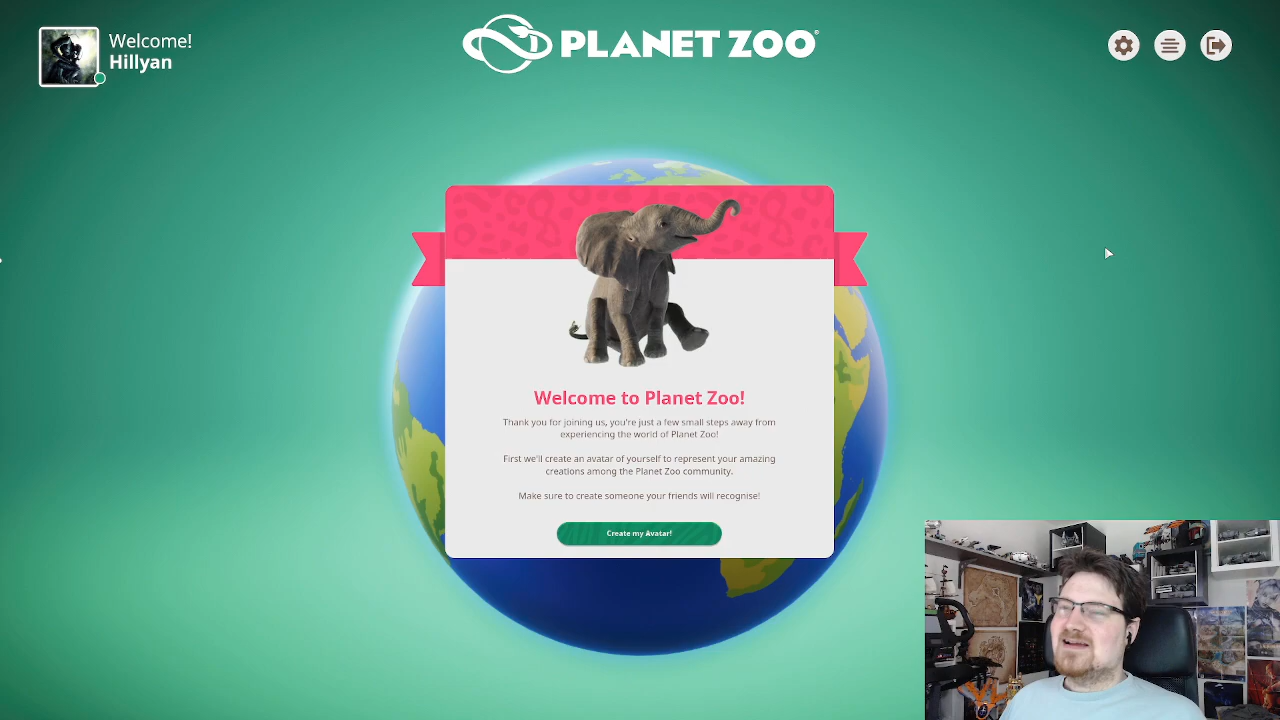 Welcome!
Hillyan
PLANET ZOO
Welcome to Planet Zoo!
Thank you for joining us, you're just a few small steps away from
experiencing the world of Planet Zoo!
First we'll create an avatar of yourself to represent your amazing
creations among the Planet Zoo community.
Make sure to create someone your friends will recognise!
Create my Avatar!